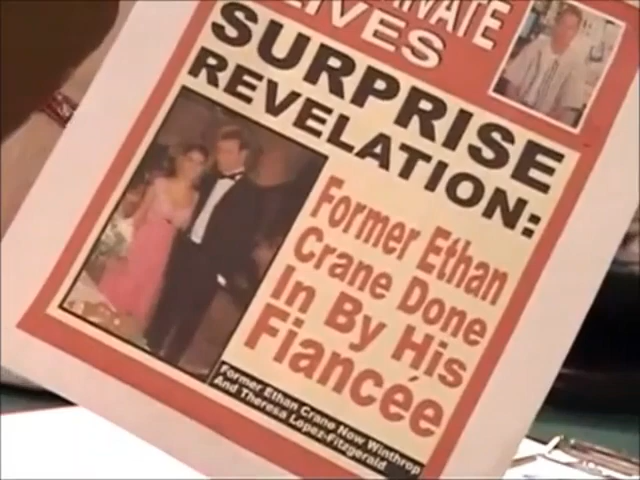 LIVES
SURPRISE
REVELATION:
Former Ethan
Crane Done
In By His
Fiancée
Former Ethan Crane Now Winthrop
And Theresa Lopez-Fitzgerald